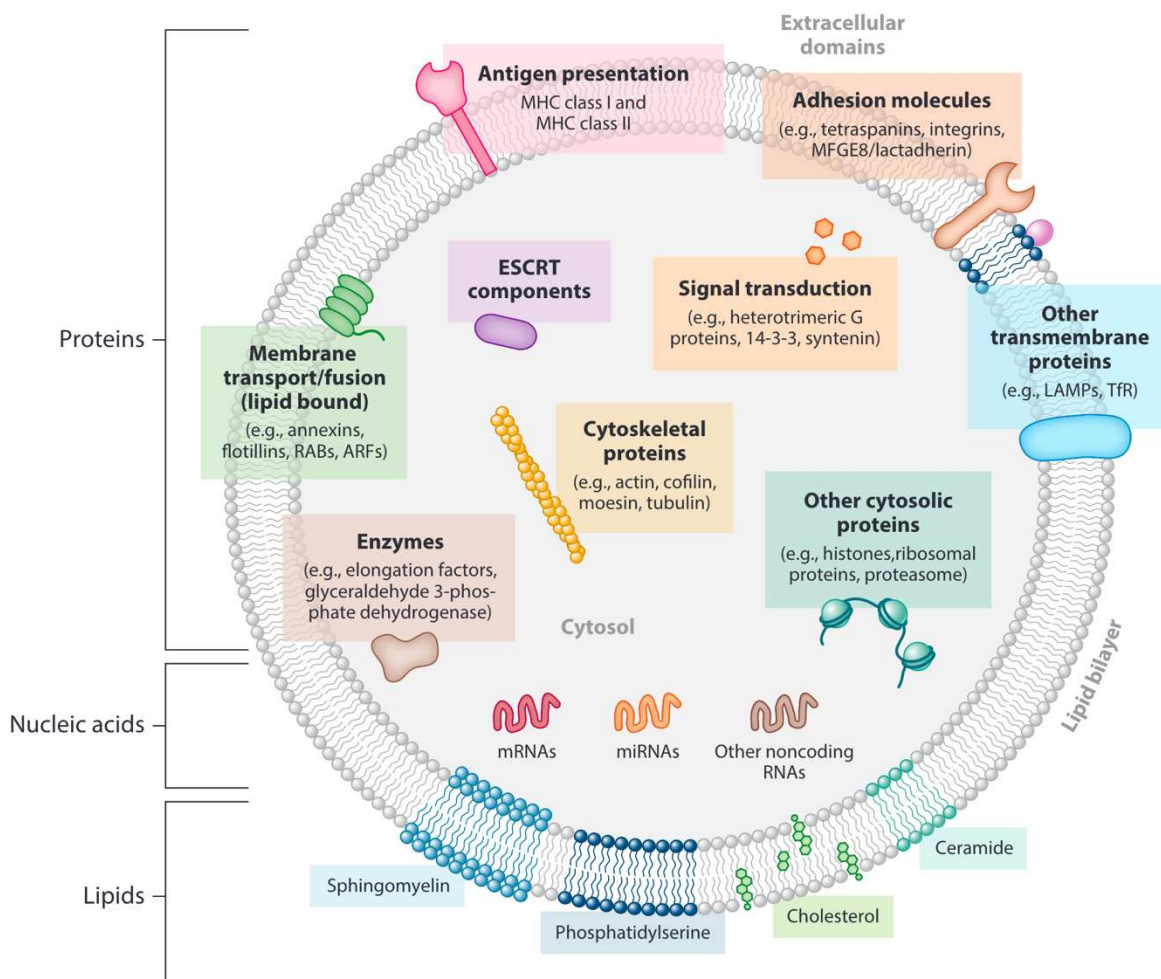 Extracellular
domains
Antigen presentation
MHC class I and
MHC class II
Adhesion molecules
(e.g., tetraspanins, integrins,
MFGE8/lactadherin)
Proteins
ESCRT
components
Signal transduction
(e.g., heterotrimeric G
proteins, 14-3-3, syntenin)
Other
transmembrane
proteins
(e.g., LAMPs, TfR)
Membrane
transport/fusion
(lipid bound)
(e.g., annexins,
flotillins, RABs, ARFs)
Cytoskeletal
proteins
(e.g., actin, cofilin,
moesin, tubulin)
Other cytosolic
proteins
(e.g., histones,ribosomal
proteins, proteasome)
Enzymes
(e.g., elongation factors,
glyceraldehyde 3-phos-
phate dehydrogenase)
Cytosol
Lipid bilayer
Nucleic acids
mRNAs
miRNAs
Other noncoding
RNAs
Lipids
Sphingomyelin
Phosphatidylserine
Cholesterol
Ceramide